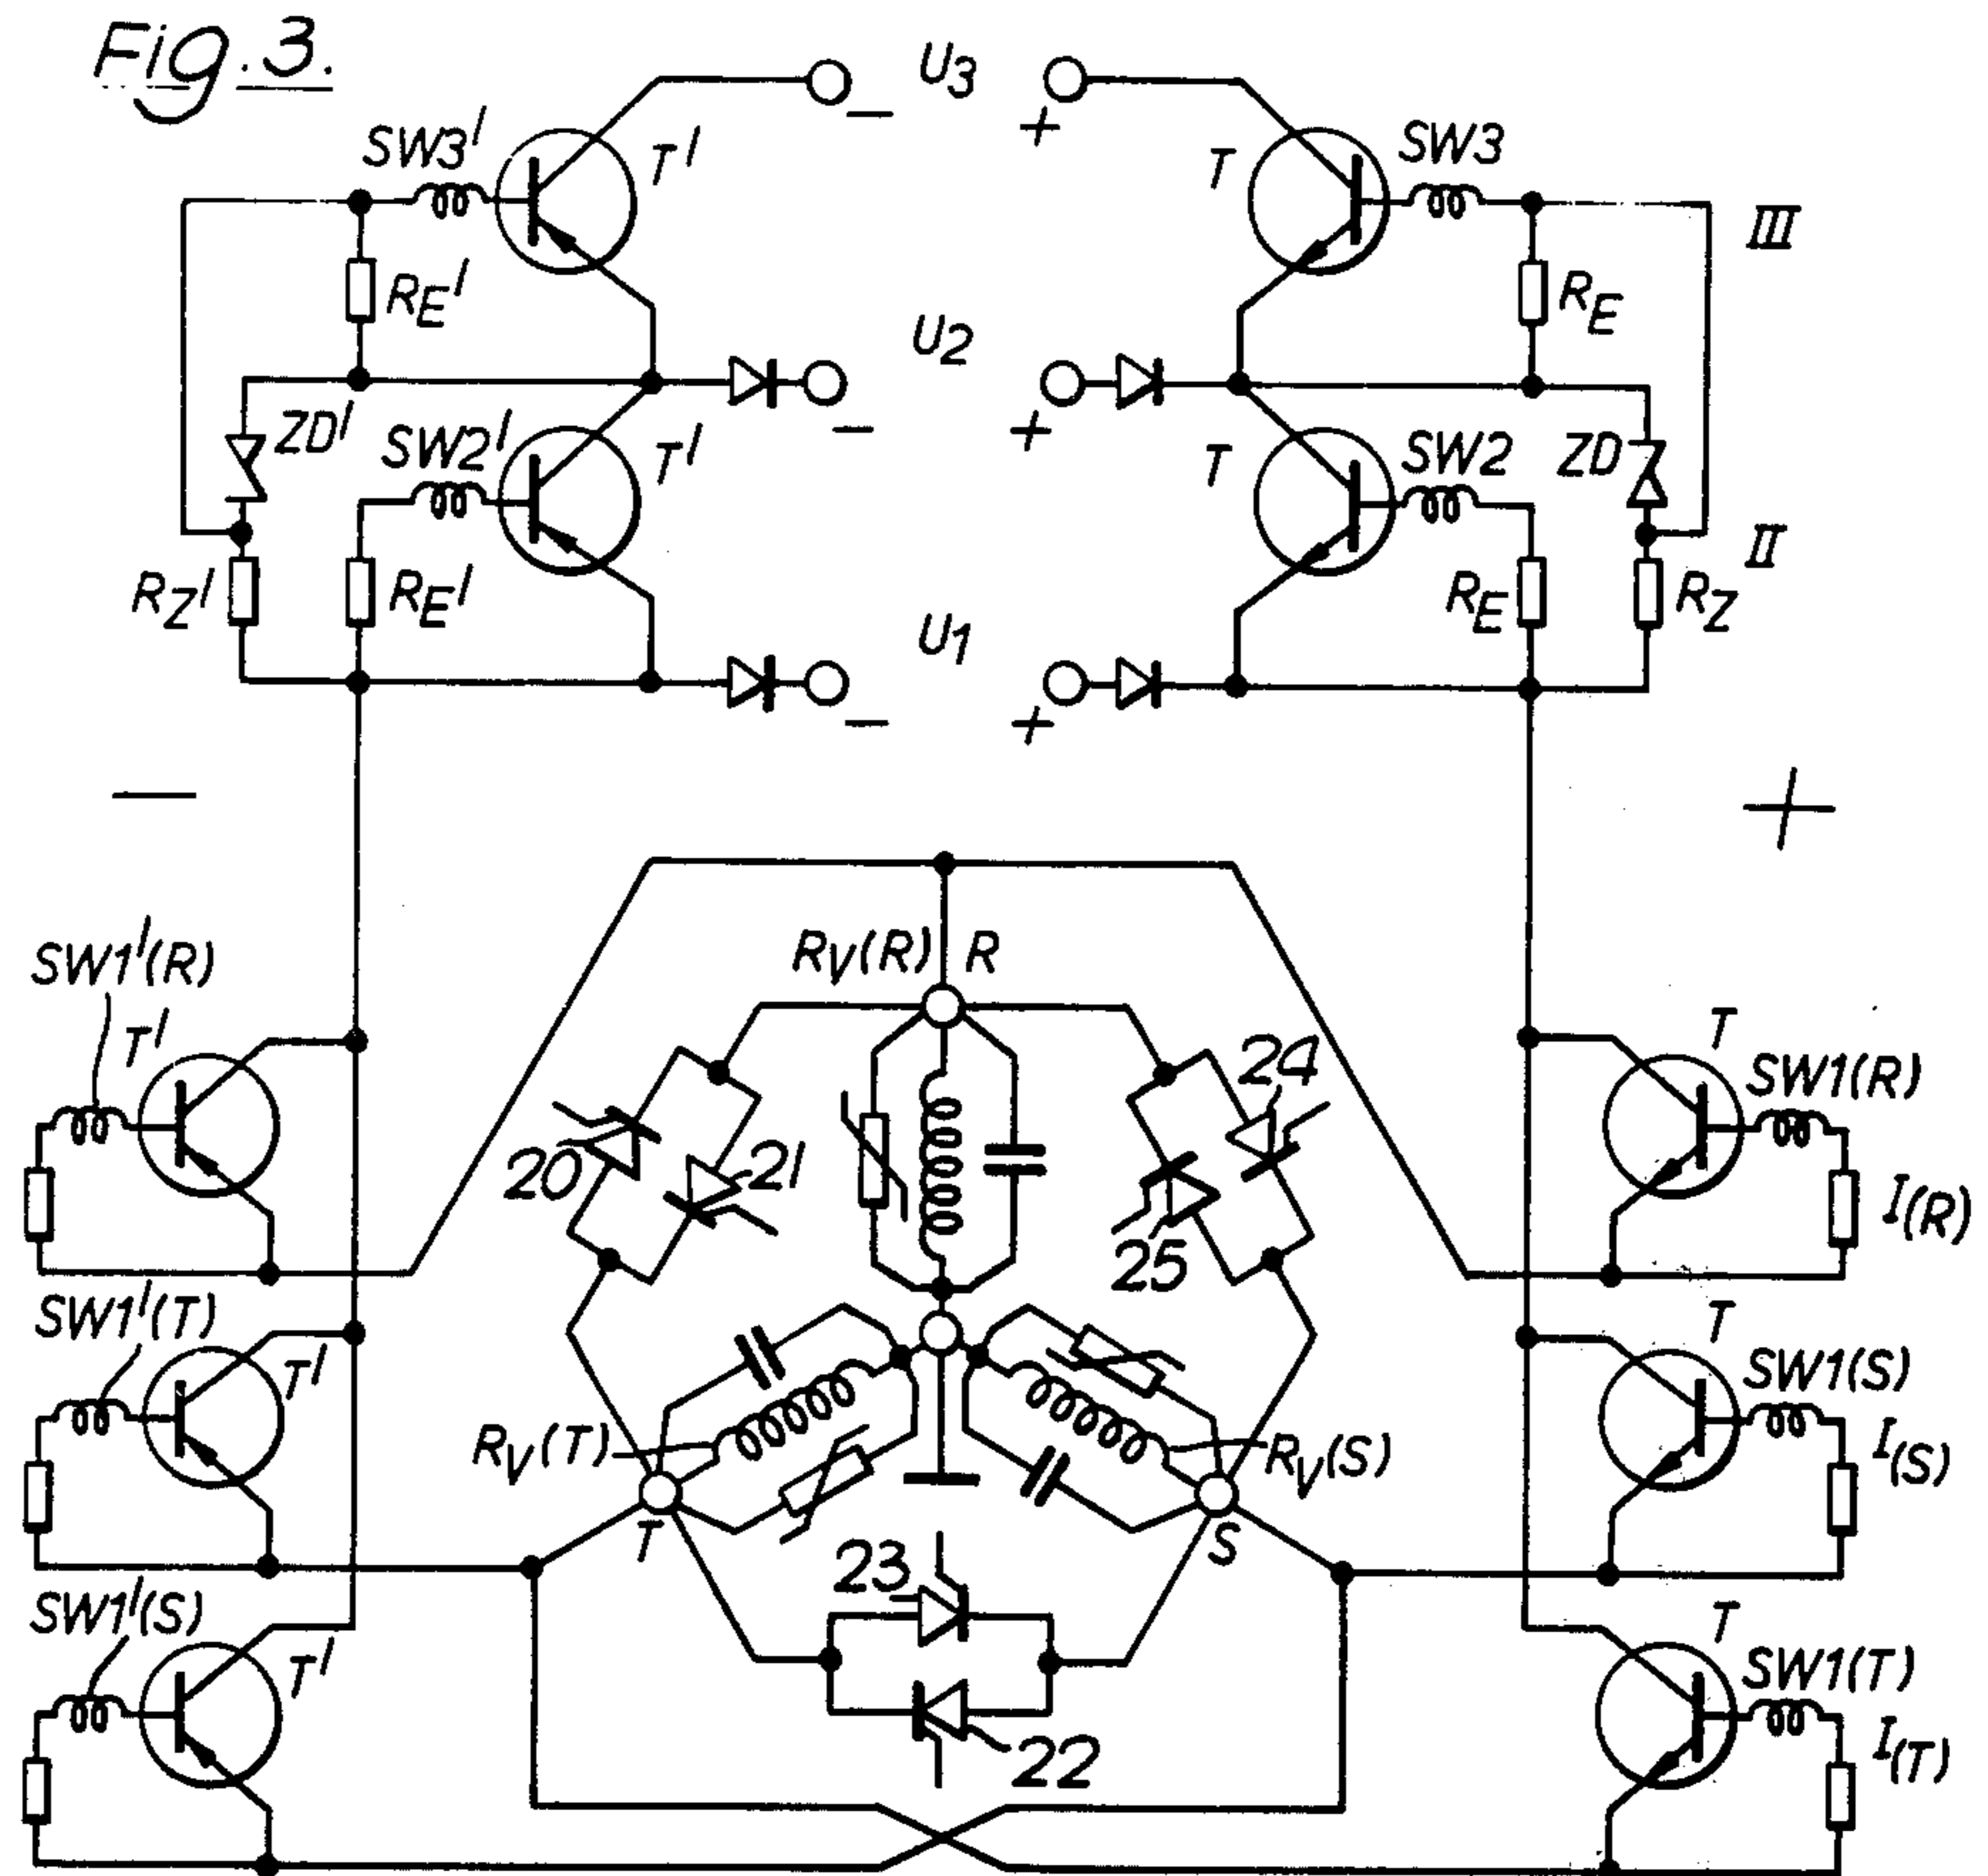 Fig. 3.
U3
− +
SW3' T' T SW3
III
RE' RE
U2
− +
ZD' SW2' T' T SW2 ZD
II
RZ' RE' RE RZ
U1
− +
− +
RV(R) R
SW1'(R)
T' T
24
SW1(R)
20 21
I(R)
25
SW1'(T)
T' T
SW1(S)
RV(T) RV(S)
I(S)
T S
23
SW1'(S)
T' T
SW1(T)
22
I(T)